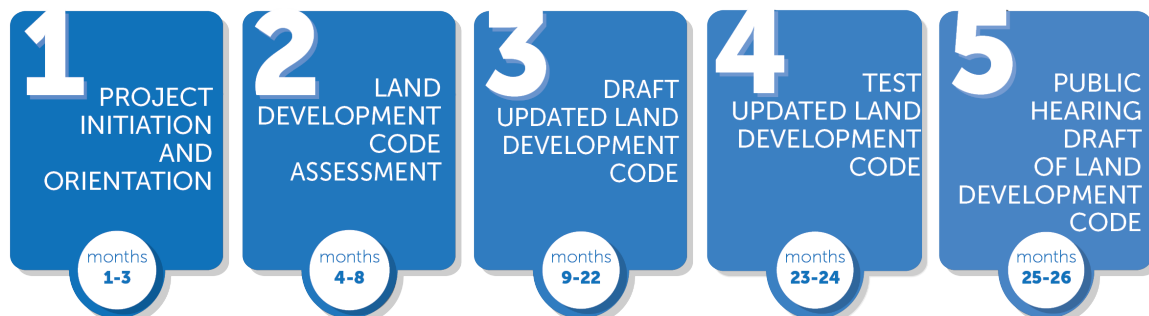 1
PROJECT
INITIATION
AND
ORIENTATION
months
1-3
2
LAND
DEVELOPMENT
CODE
ASSESSMENT
months
4-8
3
DRAFT
UPDATED LAND
DEVELOPMENT
CODE
months
9-22
4
TEST
UPDATED LAND
DEVELOPMENT
CODE
months
23-24
5
PUBLIC
HEARING
DRAFT
OF LAND
DEVELOPMENT
CODE
months
25-26